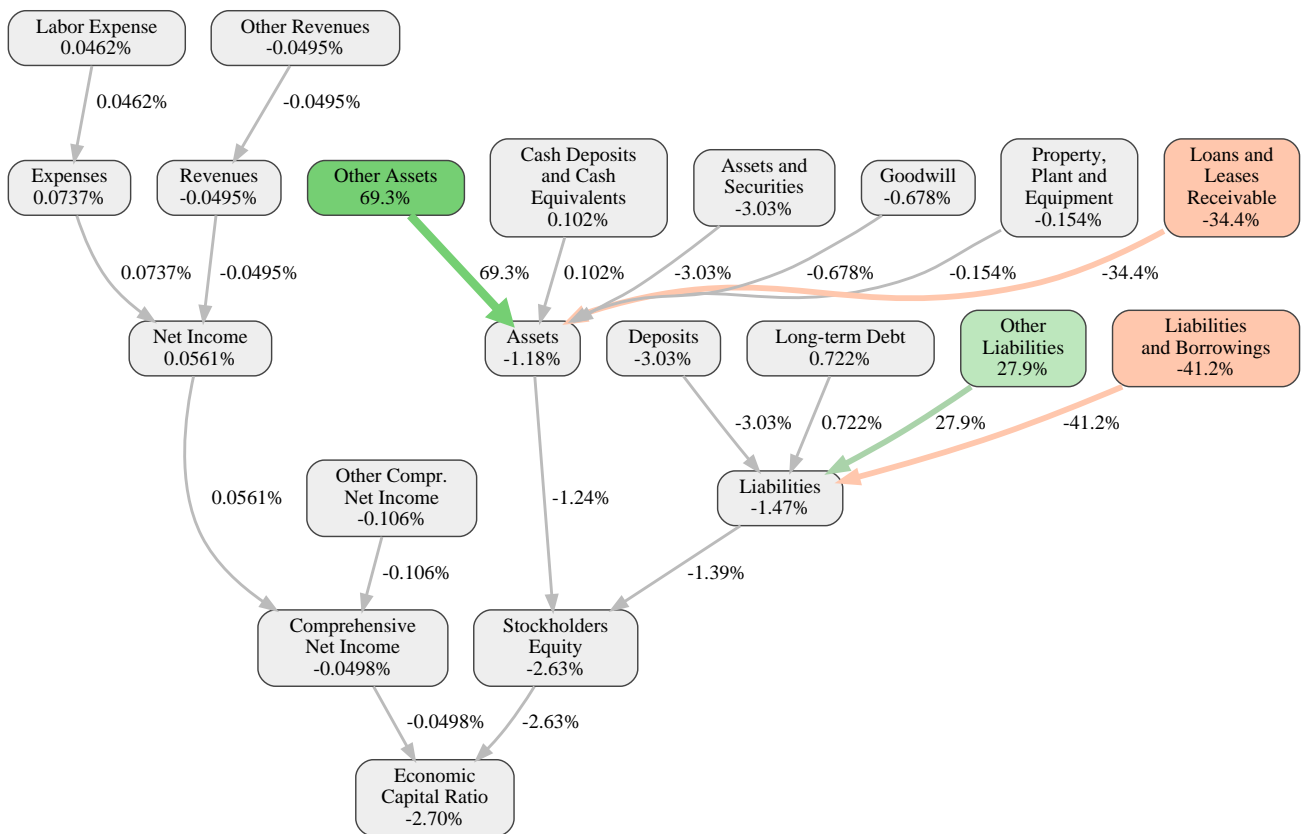 Labor Expense
0.0462%
Other Revenues
-0.0495%
0.0462%
-0.0495%
Expenses
0.0737%
Revenues
-0.0495%
Other Assets
69.3%
Cash Deposits
and Cash
Equivalents
0.102%
Assets and
Securities
-3.03%
Goodwill
-0.678%
Property,
Plant and
Equipment
-0.154%
Loans and
Leases
Receivable
-34.4%
0.0737%
-0.0495%
69.3%
0.102%
-3.03%
-0.678%
-0.154%
-34.4%
Net Income
0.0561%
Assets
-1.18%
Deposits
-3.03%
Long-term Debt
0.722%
Other
Liabilities
27.9%
Liabilities
and Borrowings
-41.2%
-3.03%
0.722%
27.9%
-41.2%
0.0561%
Other Compr.
Net Income
-0.106%
-1.24%
Liabilities
-1.47%
-0.106%
-1.39%
Comprehensive
Net Income
-0.0498%
Stockholders
Equity
-2.63%
-0.0498%
-2.63%
Economic
Capital Ratio
-2.70%